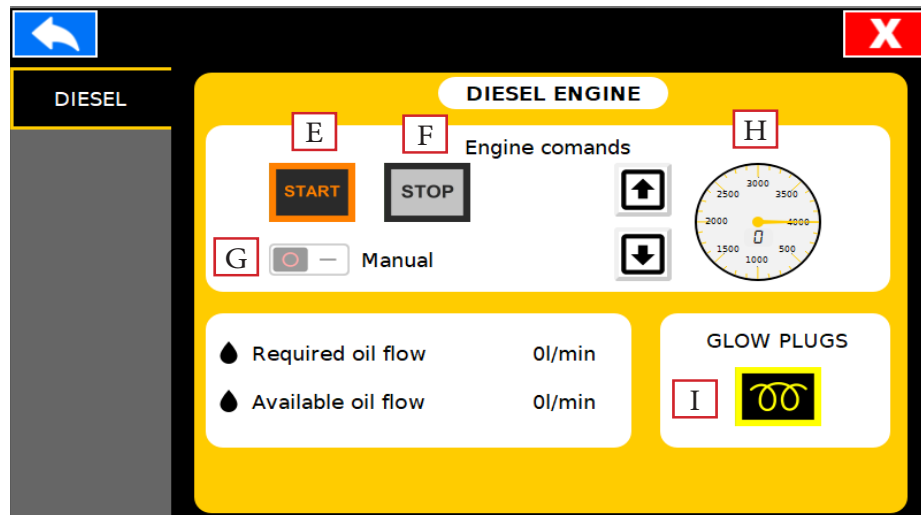 X
DIESEL
DIESEL ENGINE
E
F
H
Engine comands
START
STOP
G
Manual
3000
2500
3500
2000
4000
0
1500
500
1000
Required oil flow
0l/min
Available oil flow
0l/min
GLOW PLUGS
I